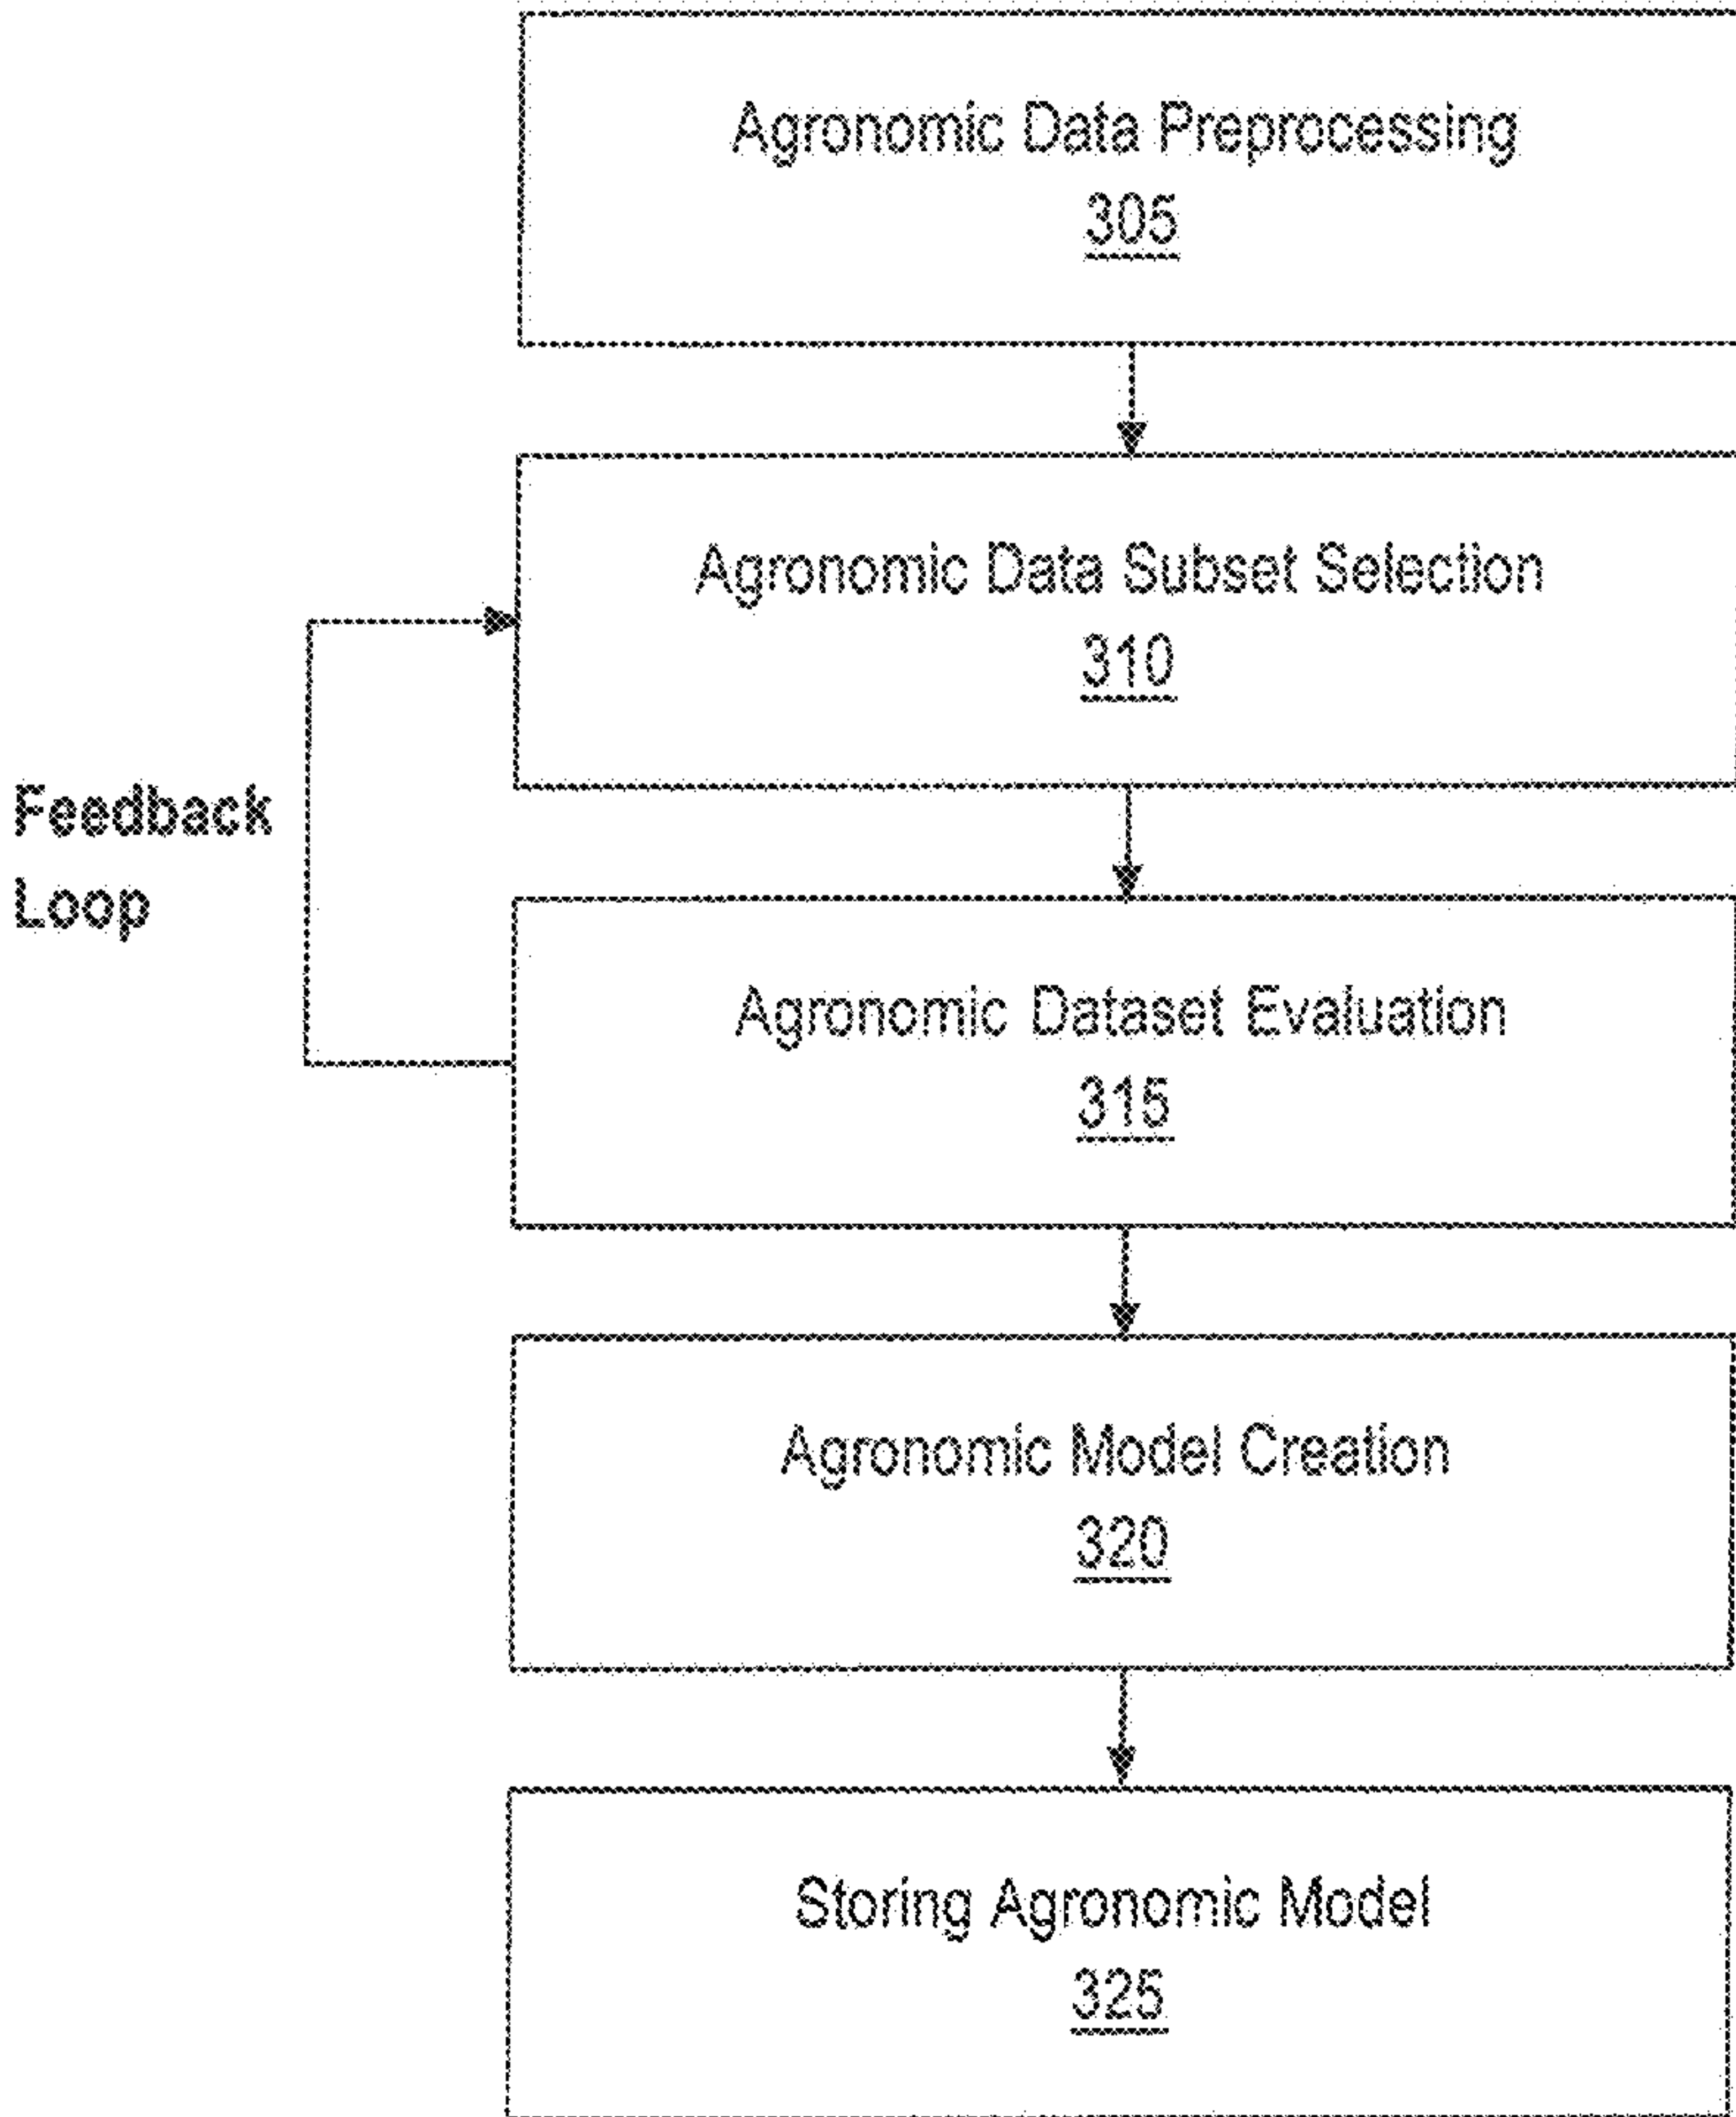 Agronomic Data Preprocessing
305
Agronomic Data Subset Selection
310
Feedback
Loop
Agronomic Dataset Evaluation
315
Agronomic Model Creation
320
Storing Agronomic Model
325